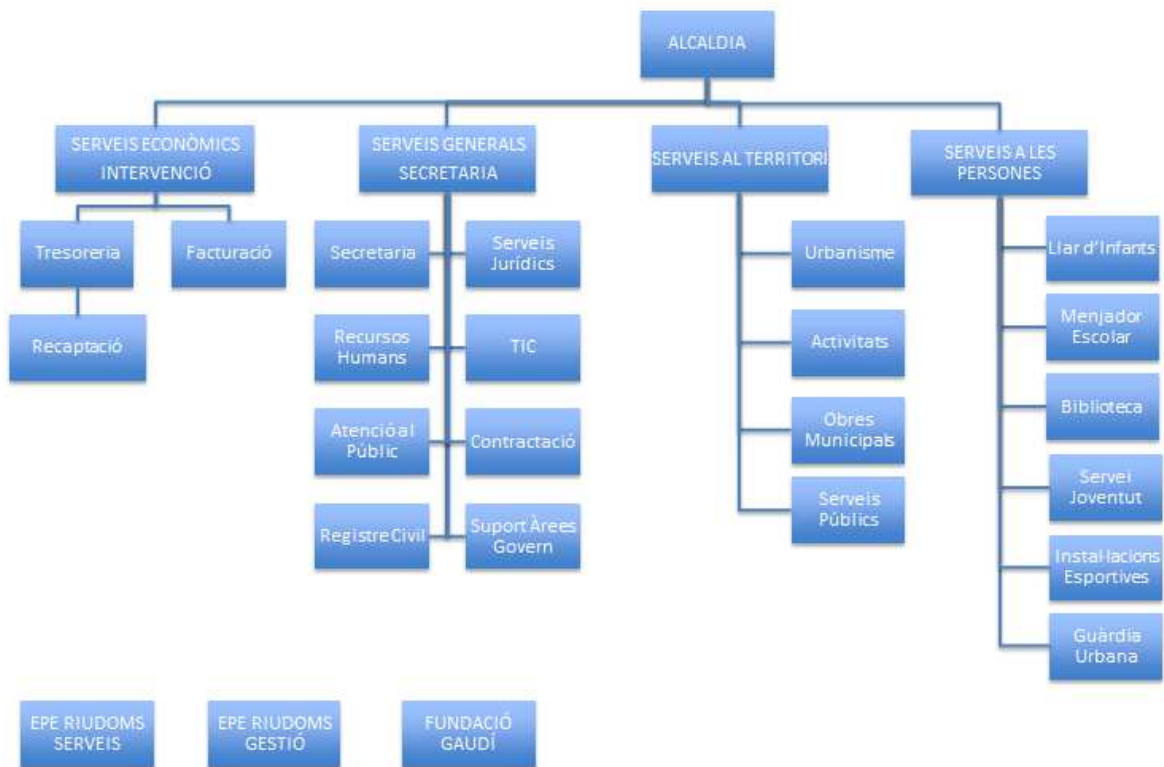 ALCALDIA
SERVEIS ECONÒMICS
INTERVENCIÓ
SERVEIS GENERALS
SECRETARIA
SERVEIS AL TERRITORI
SERVEIS A LES
PERSONES
Tresoreria
Facturació
Recaptació
Secretaria
Serveis
Jurídics
Recursos
Humans
TIC
Atenció al
Públic
Contractació
Registre Civil
Suport Àrees
Govern
Urbanisme
Activitats
Obres
Municipals
Serveis
Públics
Llar d'Infants
Menjador
Escolar
Biblioteca
Servei
Joventut
Instal·lacions
Esportives
Guàrdia
Urbana
EPE RIUDOMS
SERVEIS
EPE RIUDOMS
GESTIÓ
FUNDACIÓ
GAUDÍ